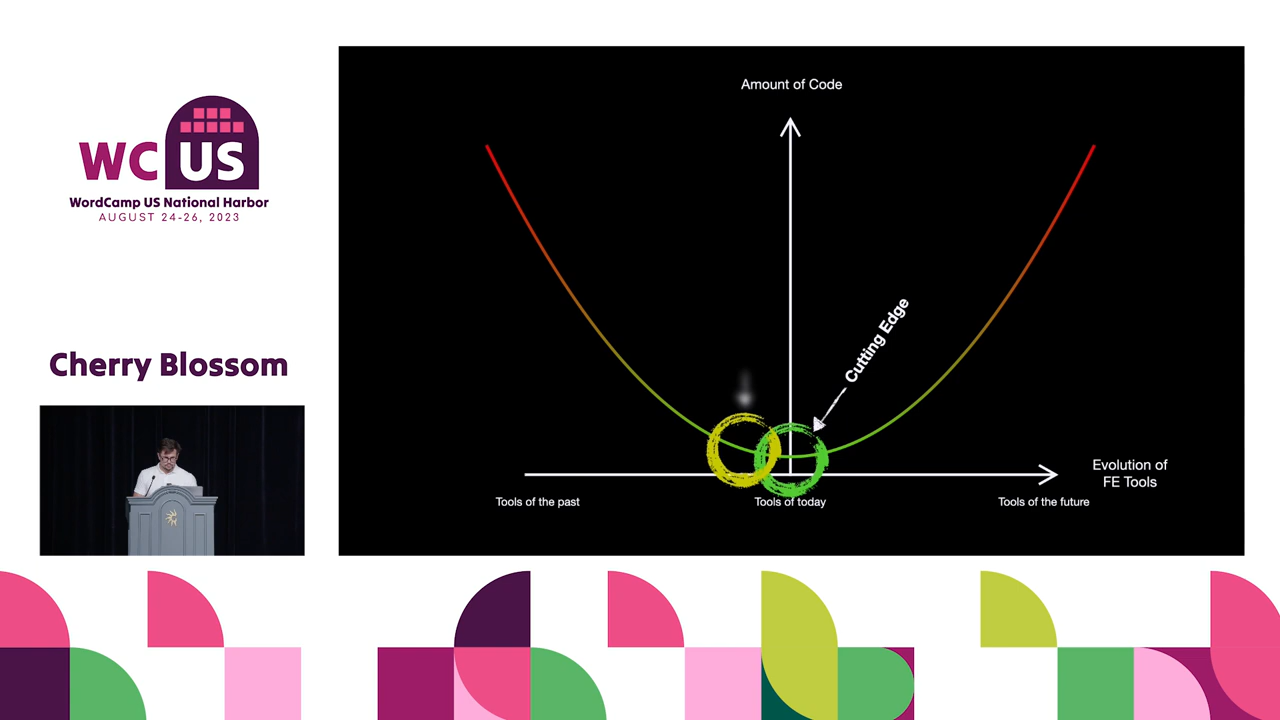 WC US
WordCamp US National Harbor
AUGUST 24-26, 2023
Cherry Blossom
Amount of Code
Cutting Edge
Evolution of
FE Tools
Tools of the past
Tools of today
Tools of the future